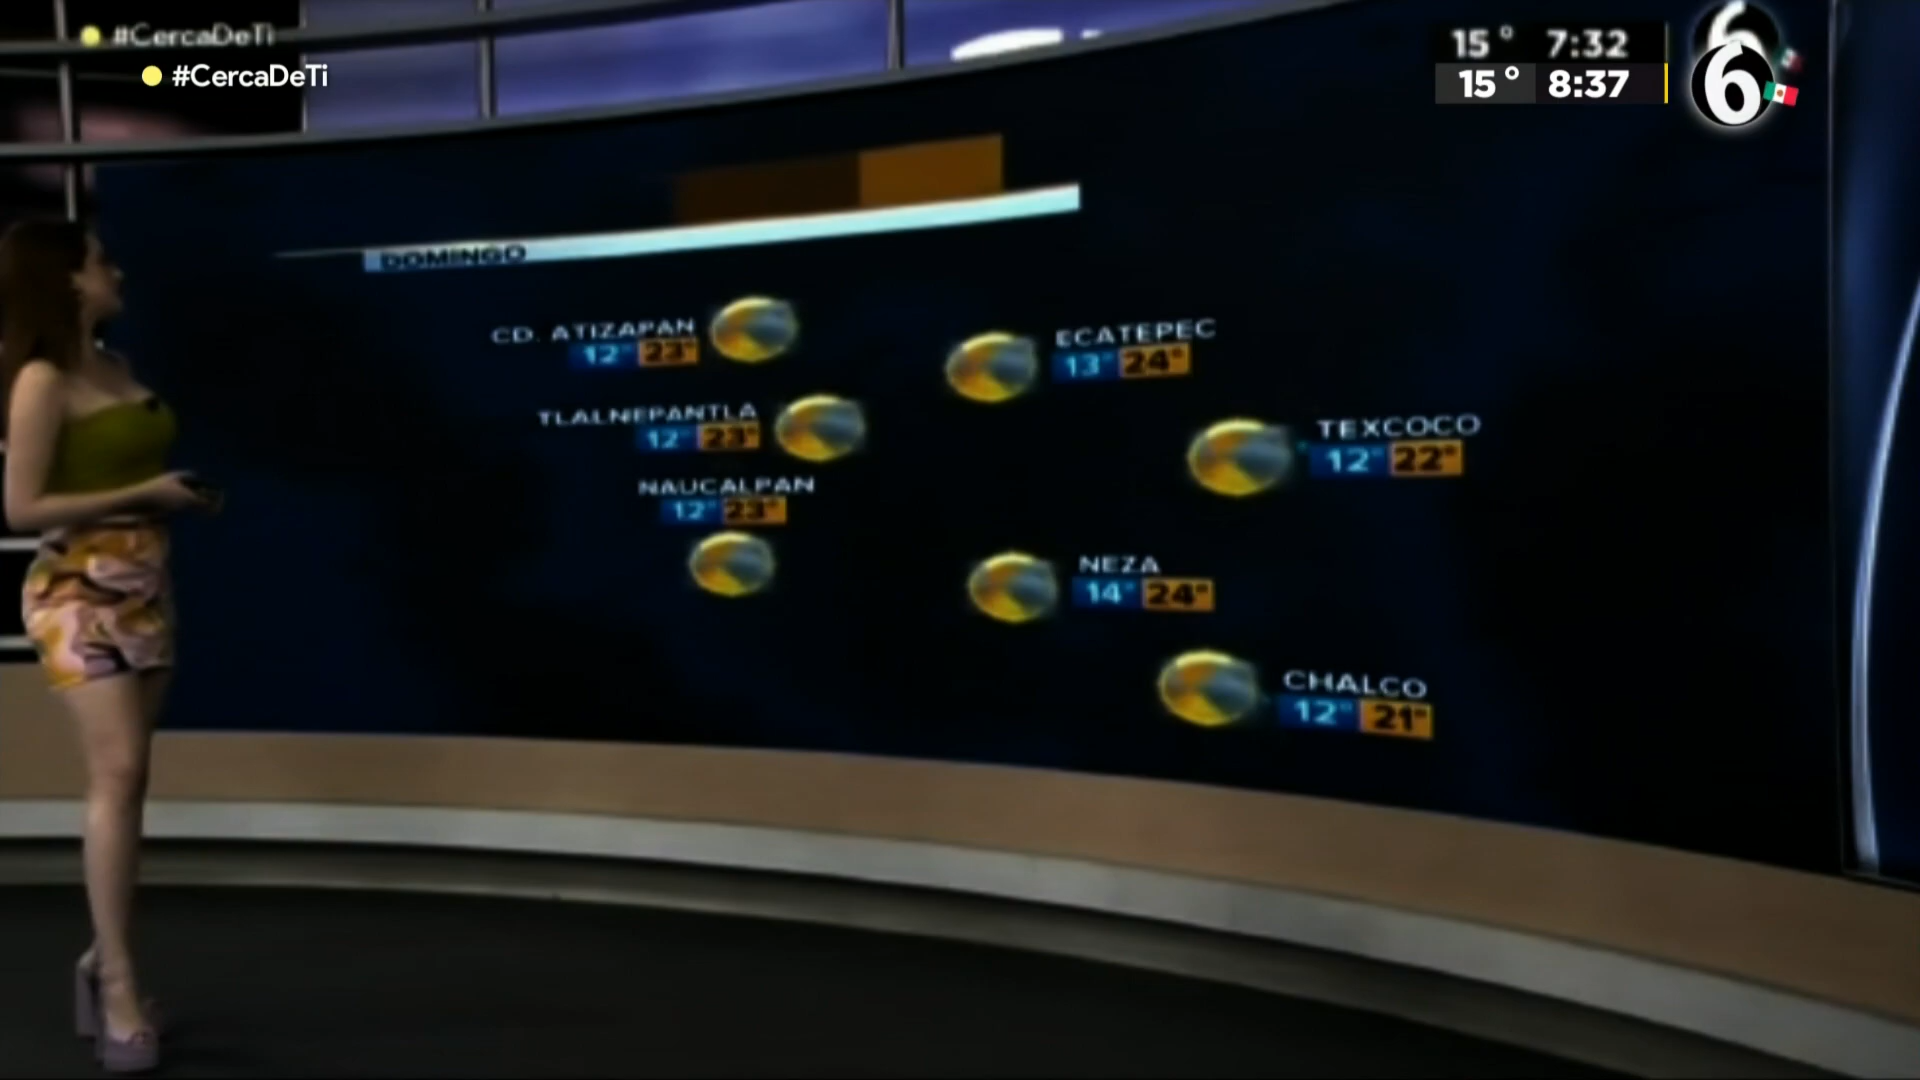 #CercaDeTi
#CercaDeTi
15° 7:32
15° 8:37
6
6
DOMINGO
CD. ATIZAPAN
12° 23°
ECATEPEC
13° 24°
TLALNEPANTLA
12° 23°
TEXCOCO
12° 22°
NAUCALPAN
12° 23°
NEZA
14° 24°
CHALCO
12° 21°